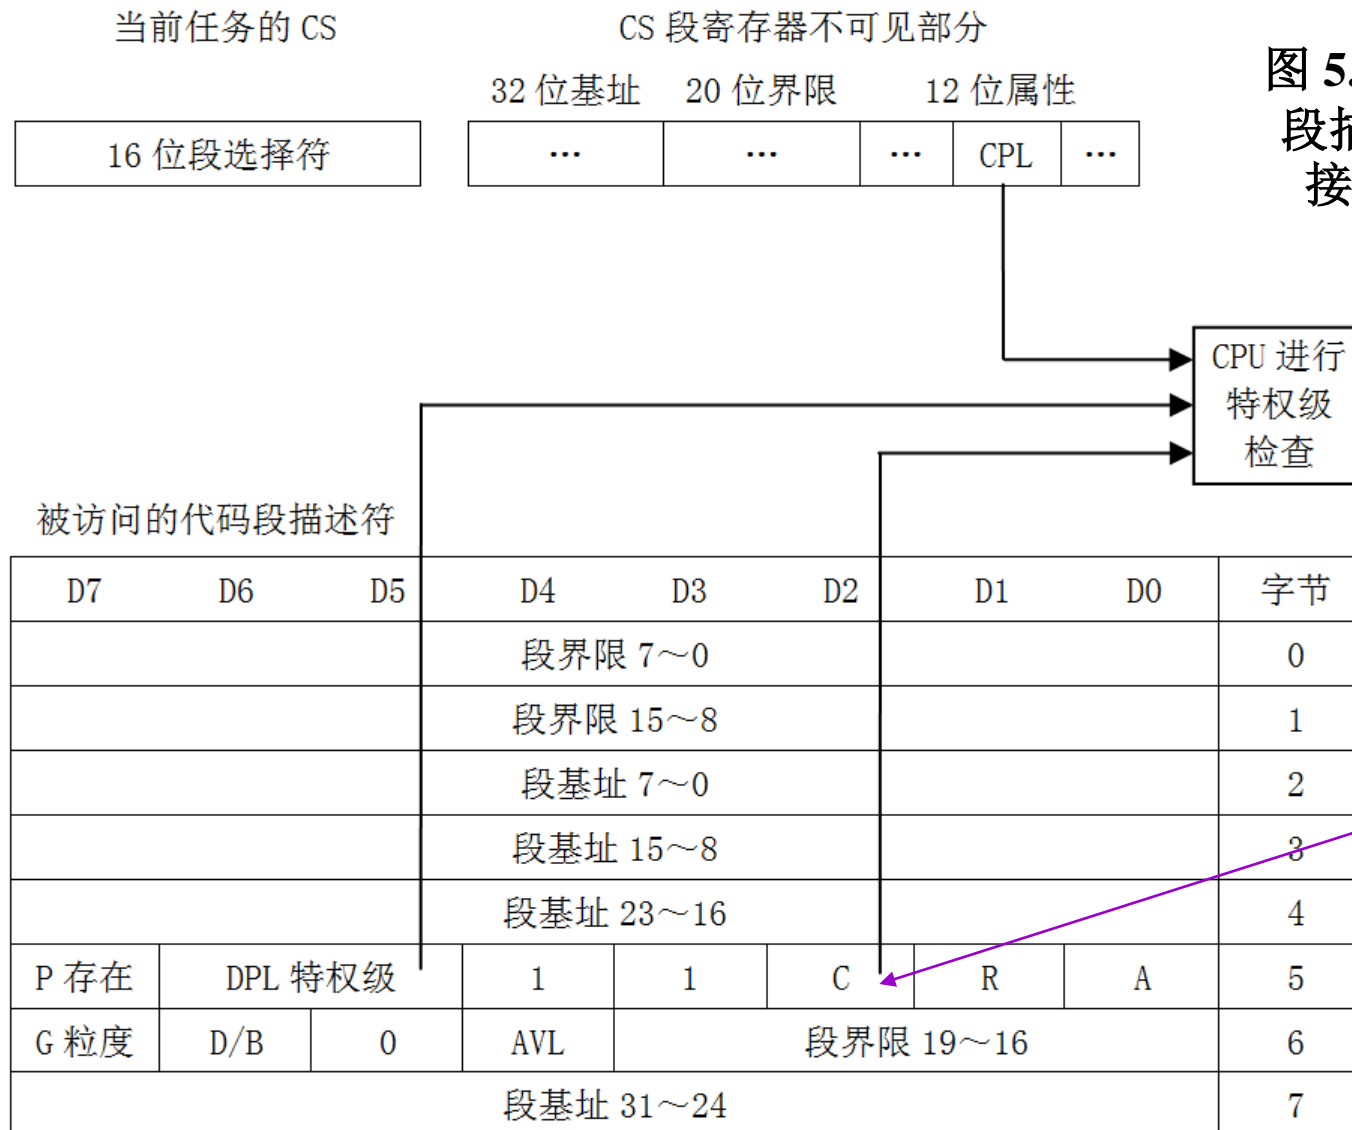 当前任务的 CS
CS 段寄存器不可见部分
图 5.
段描
接
32 位基址 20 位界限 12 位属性
16 位段选择符
… … … CPL …
CPU 进行
特权级
检查
被访问的代码段描述符
D7 D6 D5 D4 D3 D2 D1 D0 字节
段界限 7～0 0
段界限 15～8 1
段基址 7～0 2
段基址 15～8 3
段基址 23～16 4
P 存在 DPL 特权级 1 1 C R A 5
G 粒度 D/B 0 AVL 段界限 19～16 6
段基址 31～24 7